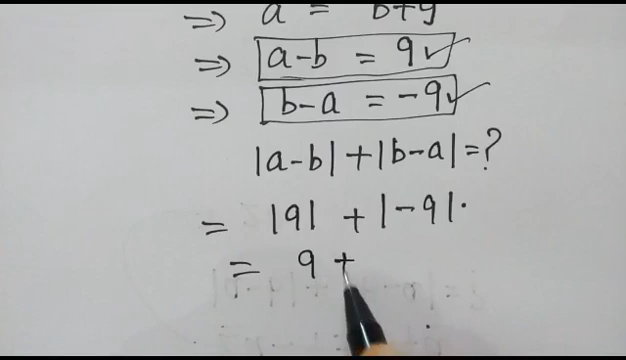 => a = b+9
=> a-b = 9 ✓
=> b-a = -9 ✓
|a-b| + |b-a| = ?
= |9| + |-9|.
= 9 +